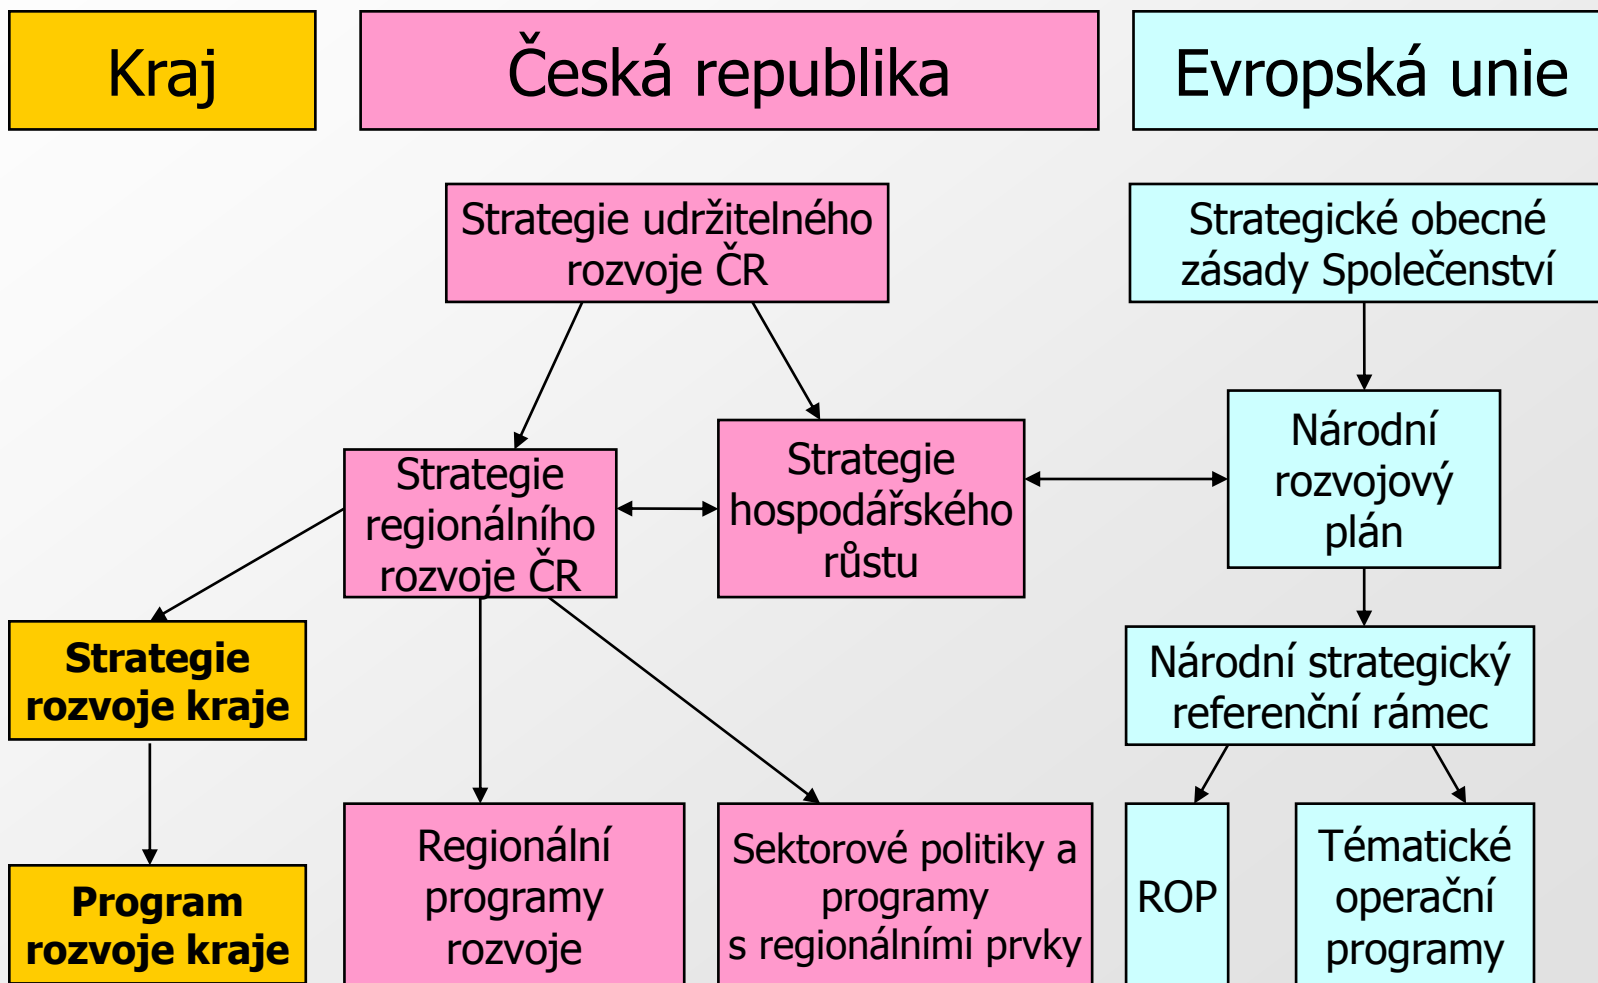 Kraj
Česká republika
Evropská unie
Strategie udržitelného
rozvoje ČR
Strategické obecné
zásady Společenství
Strategie
regionálního
rozvoje ČR
Strategie
hospodářského
růstu
Národní
rozvojový
plán
Strategie
rozvoje kraje
Národní strategický
referenční rámec
Program
rozvoje kraje
Regionální
programy
rozvoje
Sektorové politiky a
programy
s regionálními prvky
ROP
Tématické
operační
programy